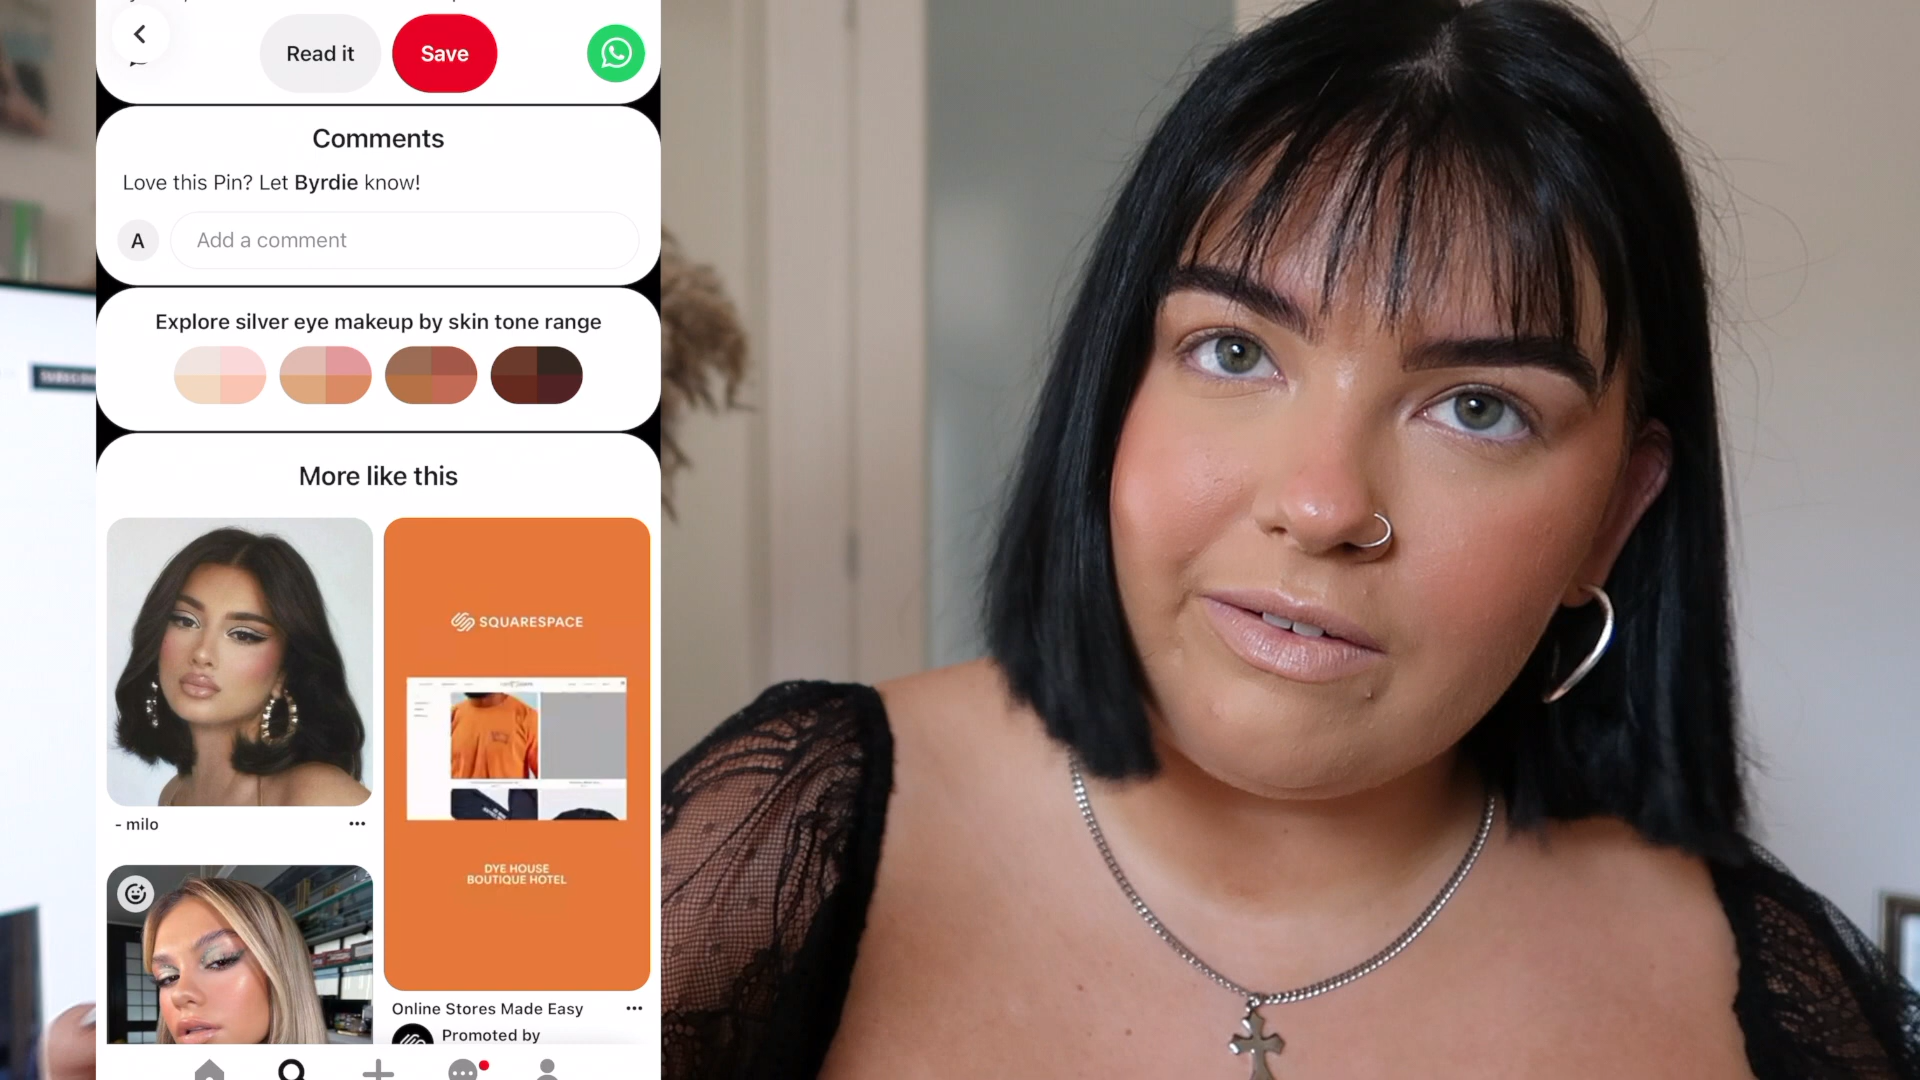 Read it
Save
Comments
Love this Pin? Let Byrdie know!
A
Add a comment
Explore silver eye makeup by skin tone range
More like this
SQUARESPACE
DYE HOUSE
BOUTIQUE HOTEL
- milo
Online Stores Made Easy
Promoted by